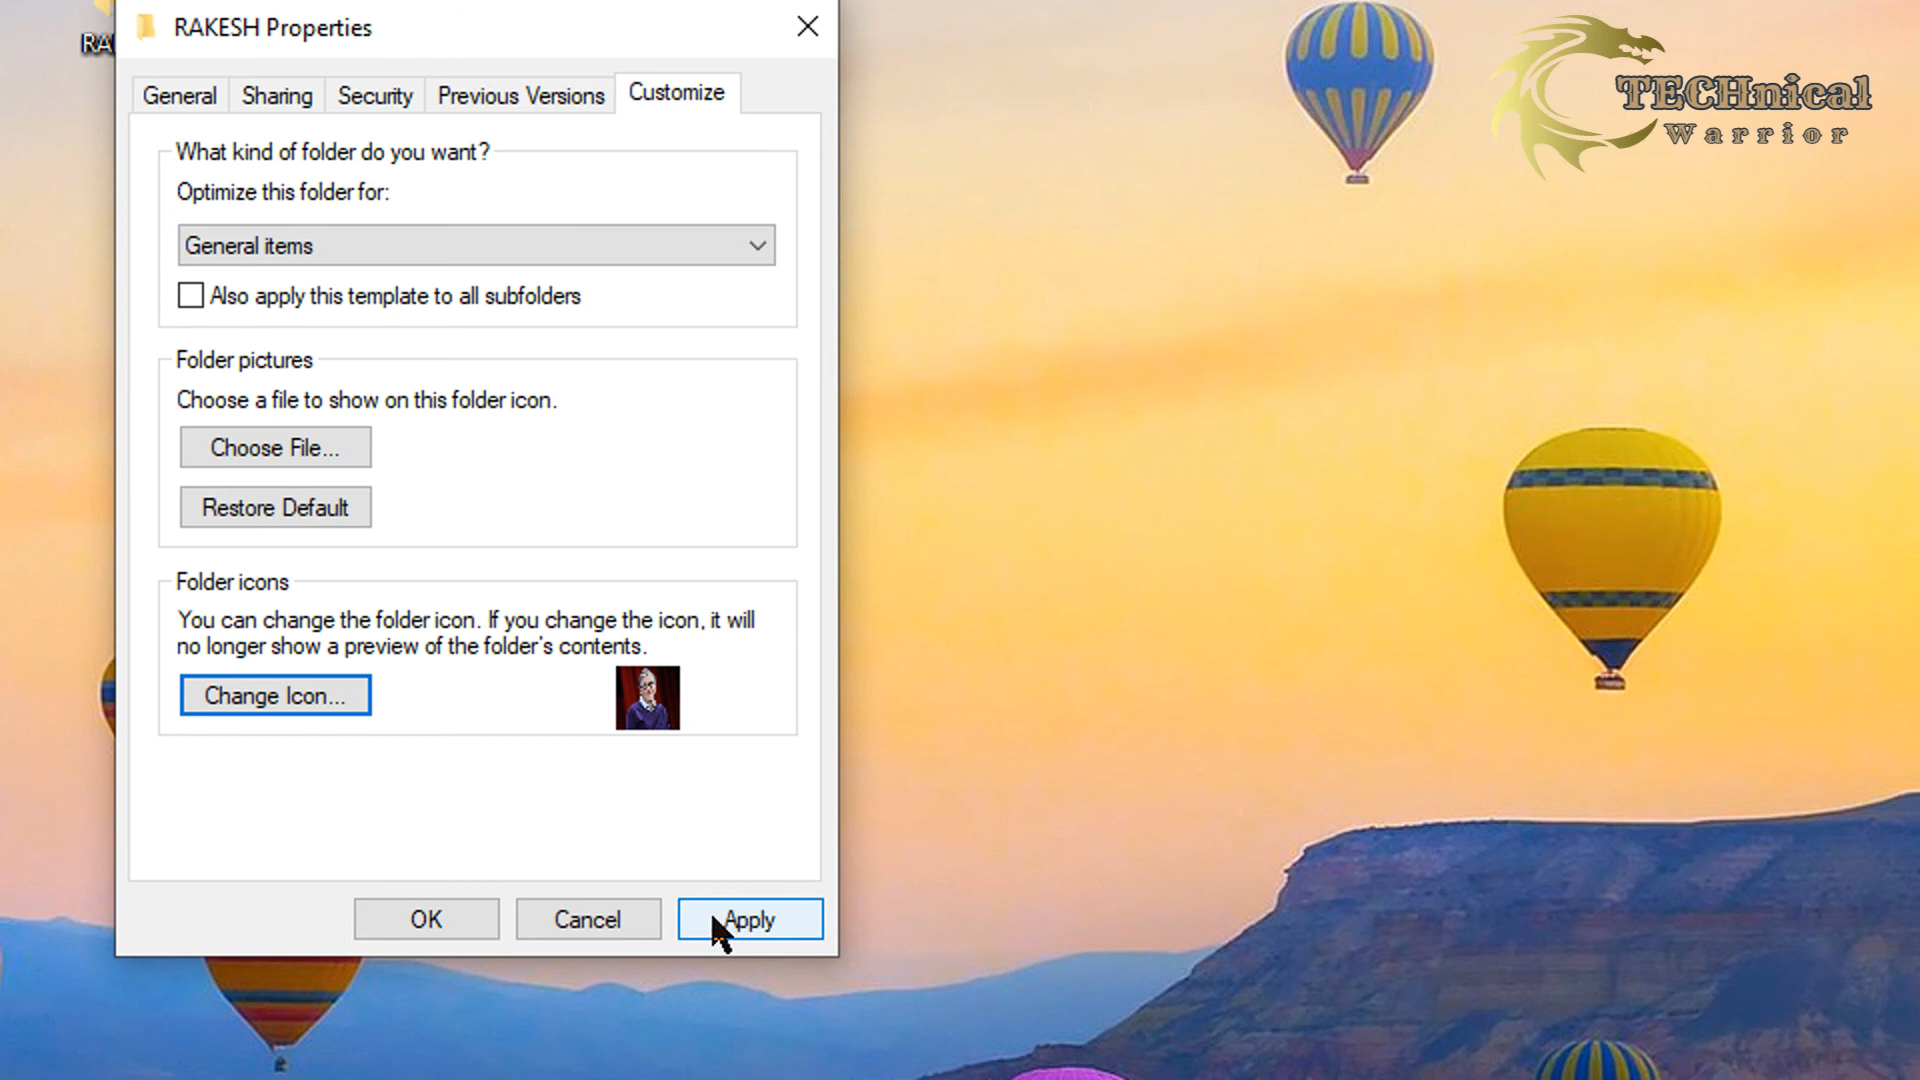 RAKESH Properties
RA
TECHnical
Warrior
General
Sharing
Security
Previous Versions
Customize
What kind of folder do you want?
Optimize this folder for:
General items
Also apply this template to all subfolders
Folder pictures
Choose a file to show on this folder icon.
Choose File...
Restore Default
Folder icons
You can change the folder icon. If you change the icon, it will
no longer show a preview of the folder's contents.
Change Icon...
OK
Cancel
Apply